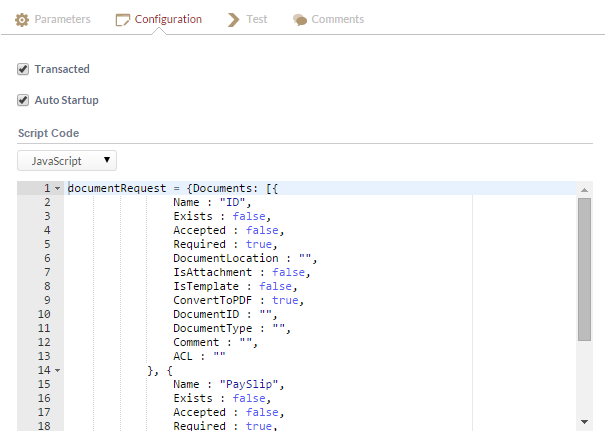 Parameters Configuration Test Comments
Transacted
Auto Startup
Script Code
JavaScript
1 documentRequest = {Documents: [{
2 Name : "ID",
3 Exists : false,
4 Accepted : false,
5 Required : true,
6 DocumentLocation : "",
7 IsAttachment : false,
8 IsTemplate : false,
9 ConvertToPDF : true,
10 DocumentID : "",
11 DocumentType : "",
12 Comment : "",
13 ACL : ""
14 }, {
15 Name : "PaySlip",
16 Exists : false,
17 Accepted : false,
18 Required : true,